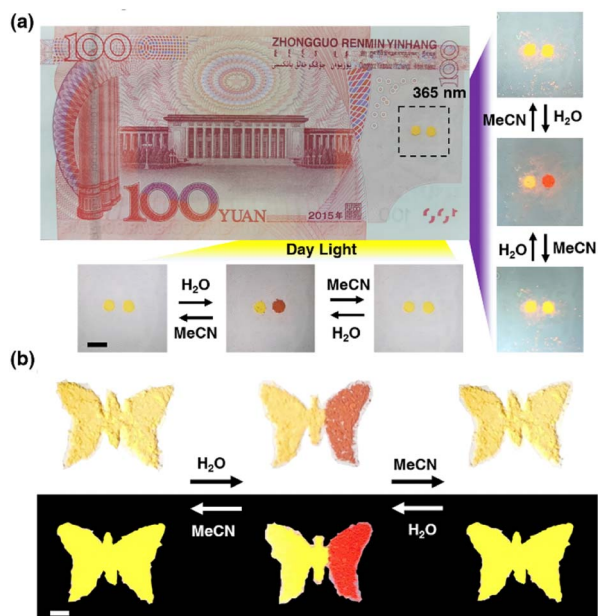 (a)
100
ZHONGGUO RENMIN YINHANG
100
365 nm
100 YUAN
2015年
MeCN
H₂O
H₂O
MeCN
Day Light
H₂O
MeCN
MeCN
H₂O
(b)
H₂O
MeCN
MeCN
H₂O